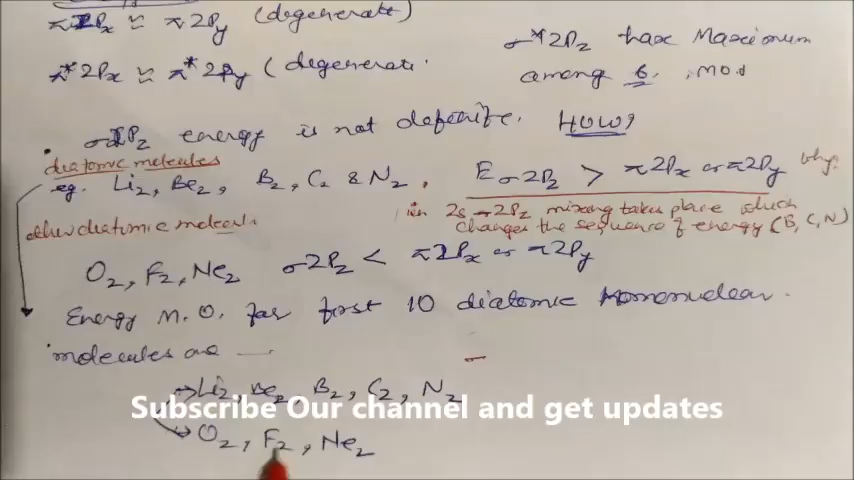 π2Px ≈ π2Py (degenerate)
σ*2Pz has Maximum
π*2Px ≈ π*2Py (degenerate.
among 6. MOs
σ2Pz energy is not definite. HOW?
diatomic molecules
eg. Li2, Be2, B2, C2 & N2. Eσ2Pz > π2Px or π2Py why?
in 2s-2Pz mixing takes place which
changes the sequence of energy (B, C, N)
other diatomic molecules
O2, F2, Ne2 σ2Pz < π2Px or π2Py
Energy M.O. for first 10 diatomic Homonuclear.
molecules are —
→ Li2, Be2, B2, C2, N2
Subscribe Our channel and get updates
→ O2, F2, Ne2